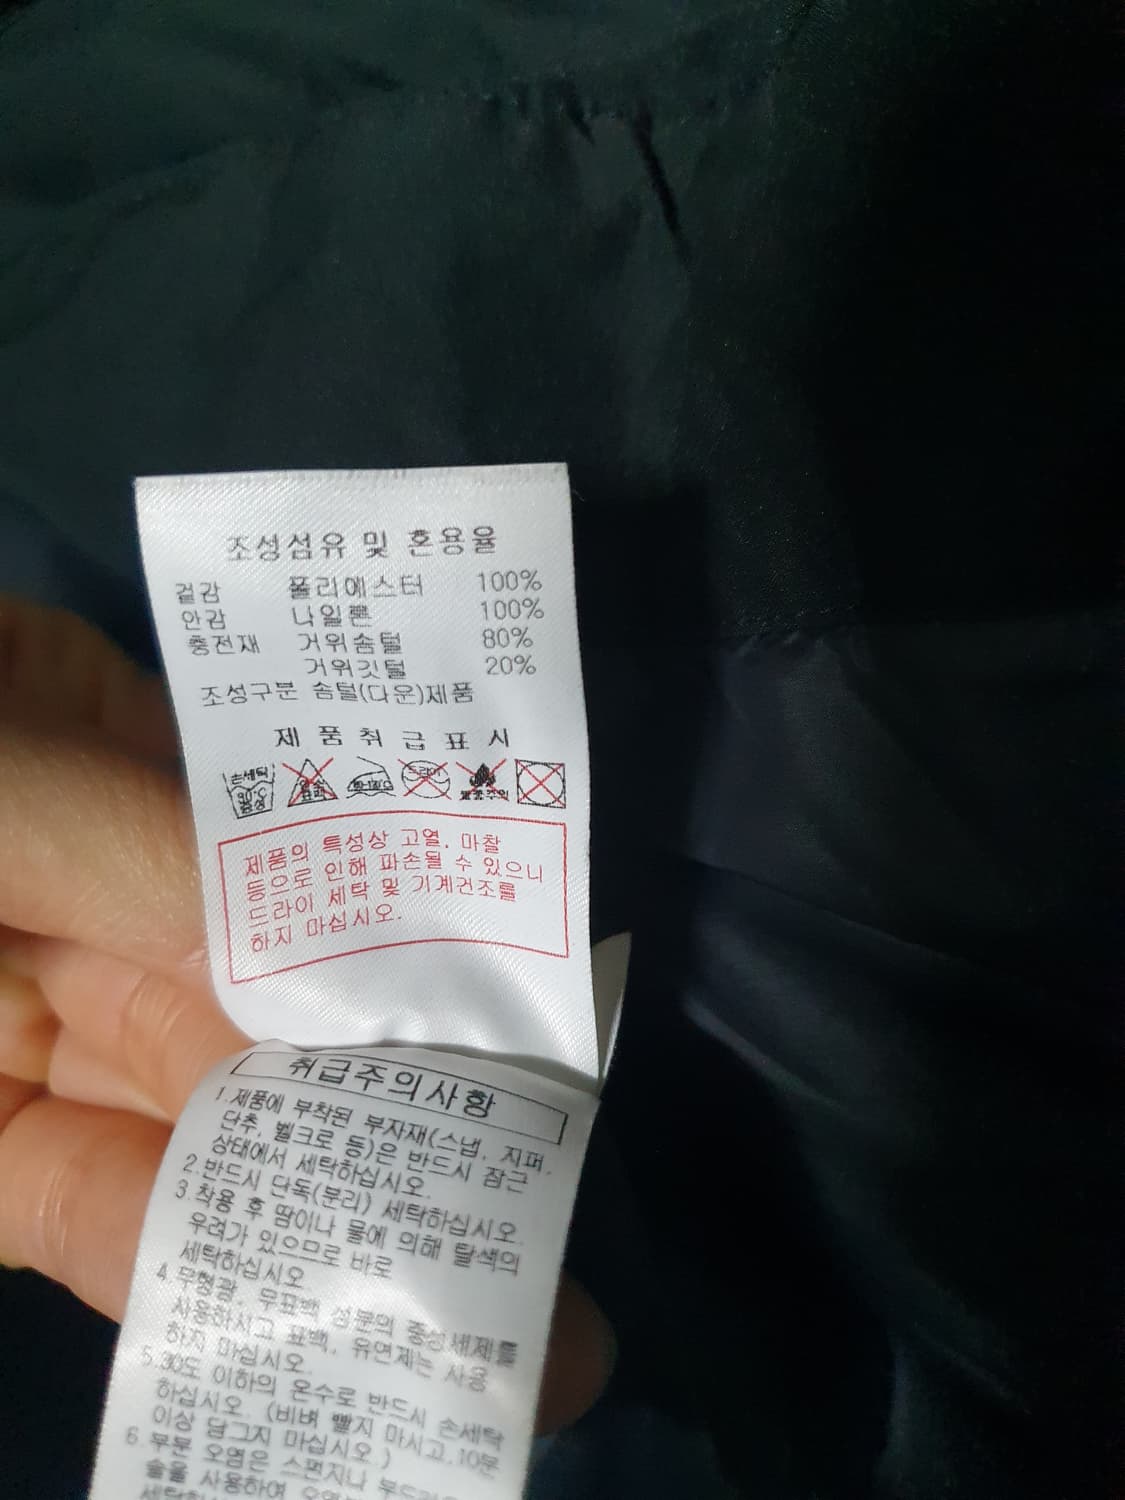 조성섬유 및 혼용율
겉감 폴리에스터 100%
안감 나일론 100%
충전재 거위솜털 80%
거위깃털 20%
조성구분 솜털(다운)제품
제 품 취 급 표 시
손세탁
제품의 특성상 고열, 마찰
등으로 인해 파손될 수 있으니
드라이 세탁 및 기계건조를
하지 마십시오.
취급주의사항
1.제품에 부착된 부자재(스냅, 지퍼,
단추, 벨크로 등)은 반드시 잠근
상태에서 세탁하십시오.
2.반드시 단독(분리) 세탁하십시오.
3.착용 후 땀이나 물에 의해 탈색의
우려가 있으므로 바로
세탁하십시오
4.무형광, 무표백 성분의 중성세제를
사용하시고 표백, 유연제는 사용
하지 마십시오.
5.30도 이하의 온수로 반드시 손세탁
하십시오. (비벼 빨지 마시고,10분
이상 담그지 마십시오.)
6.부분 오염은 스펀지나
솔을 사용하여